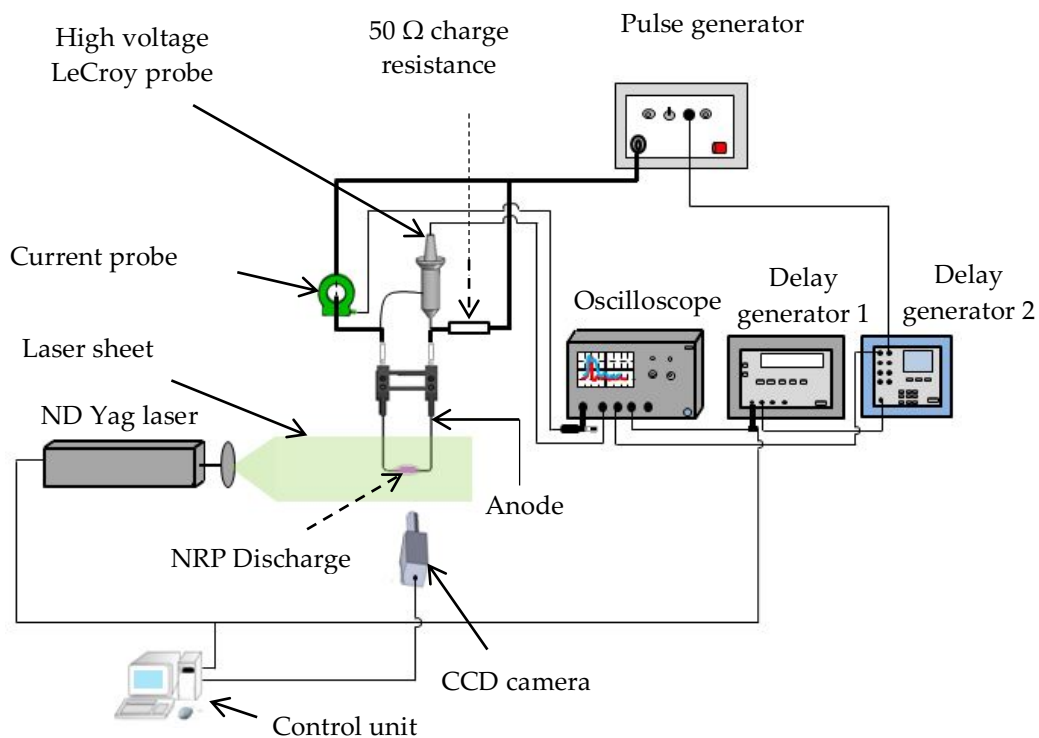 High voltage
LeCroy probe
50 Ω charge
resistance
Pulse generator
Current probe
Oscilloscope
Delay
generator 1
Delay
generator 2
Laser sheet
ND Yag laser
Anode
NRP Discharge
CCD camera
Control unit